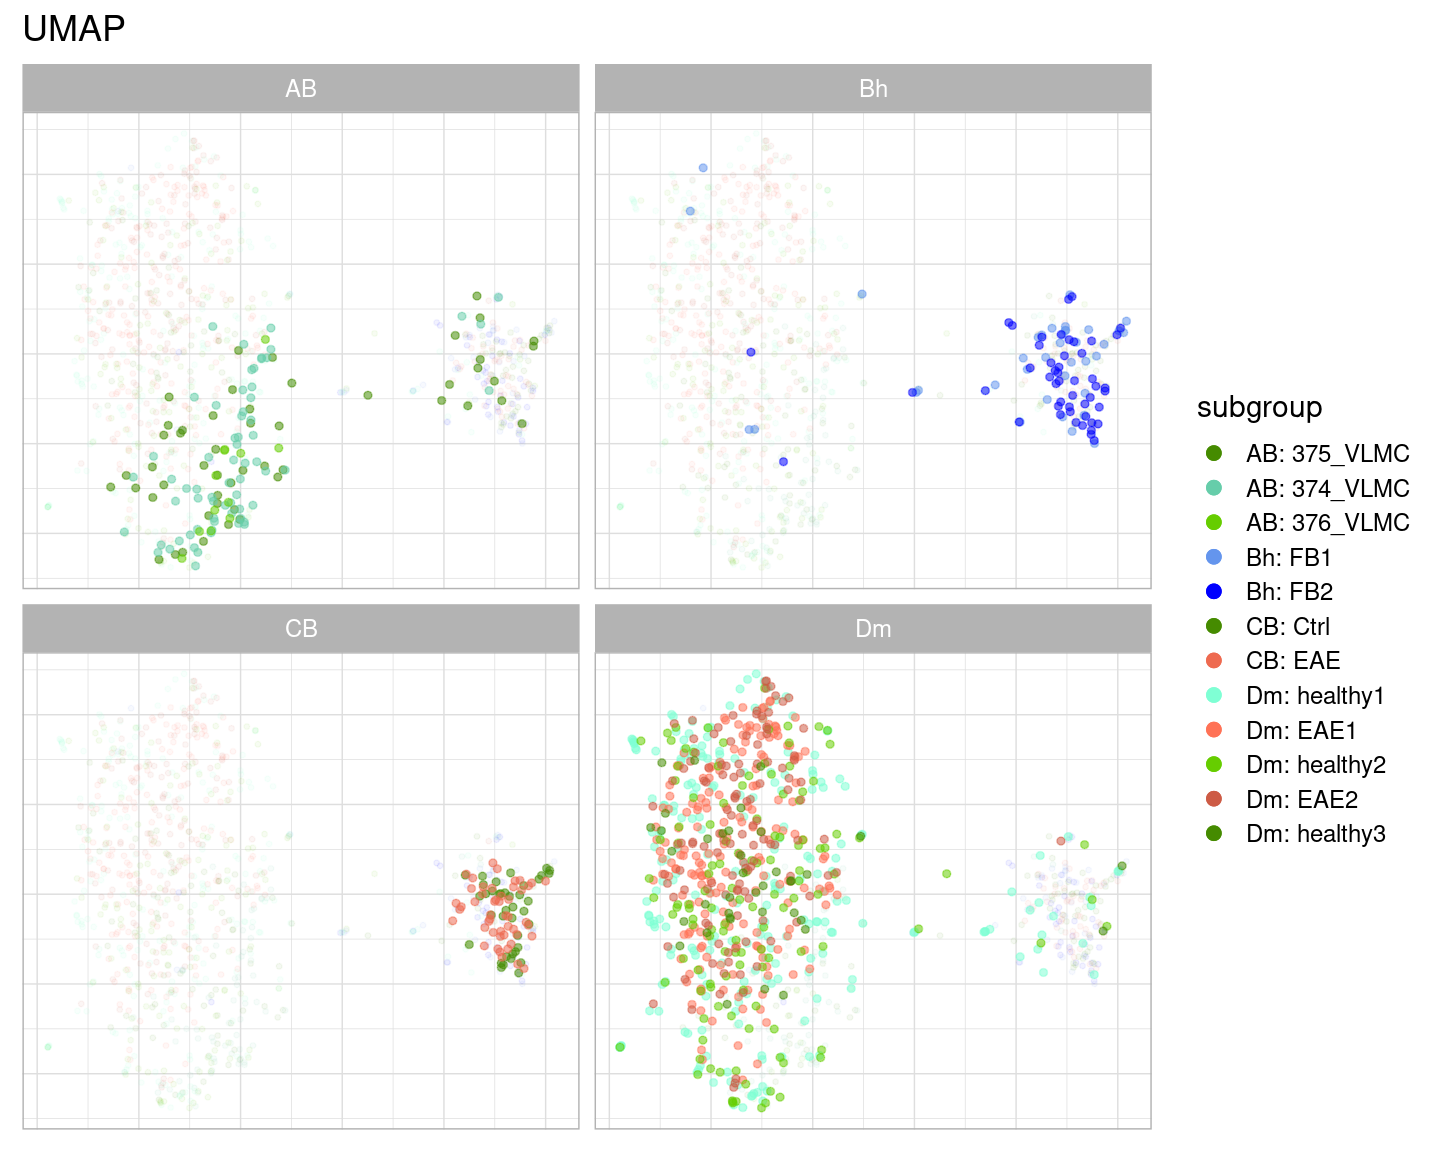 UMAP
AB
Bh
CB
Dm
subgroup
AB: 375_VLMC
AB: 374_VLMC
AB: 376_VLMC
Bh: FB1
Bh: FB2
CB: Ctrl
CB: EAE
Dm: healthy1
Dm: EAE1
Dm: healthy2
Dm: EAE2
Dm: healthy3